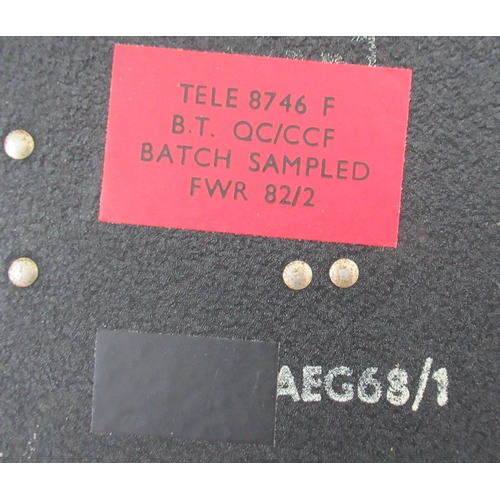 TELE 8746 F
B.T. QC/CCF
BATCH SAMPLED
FWR 82/2
AEG68/1